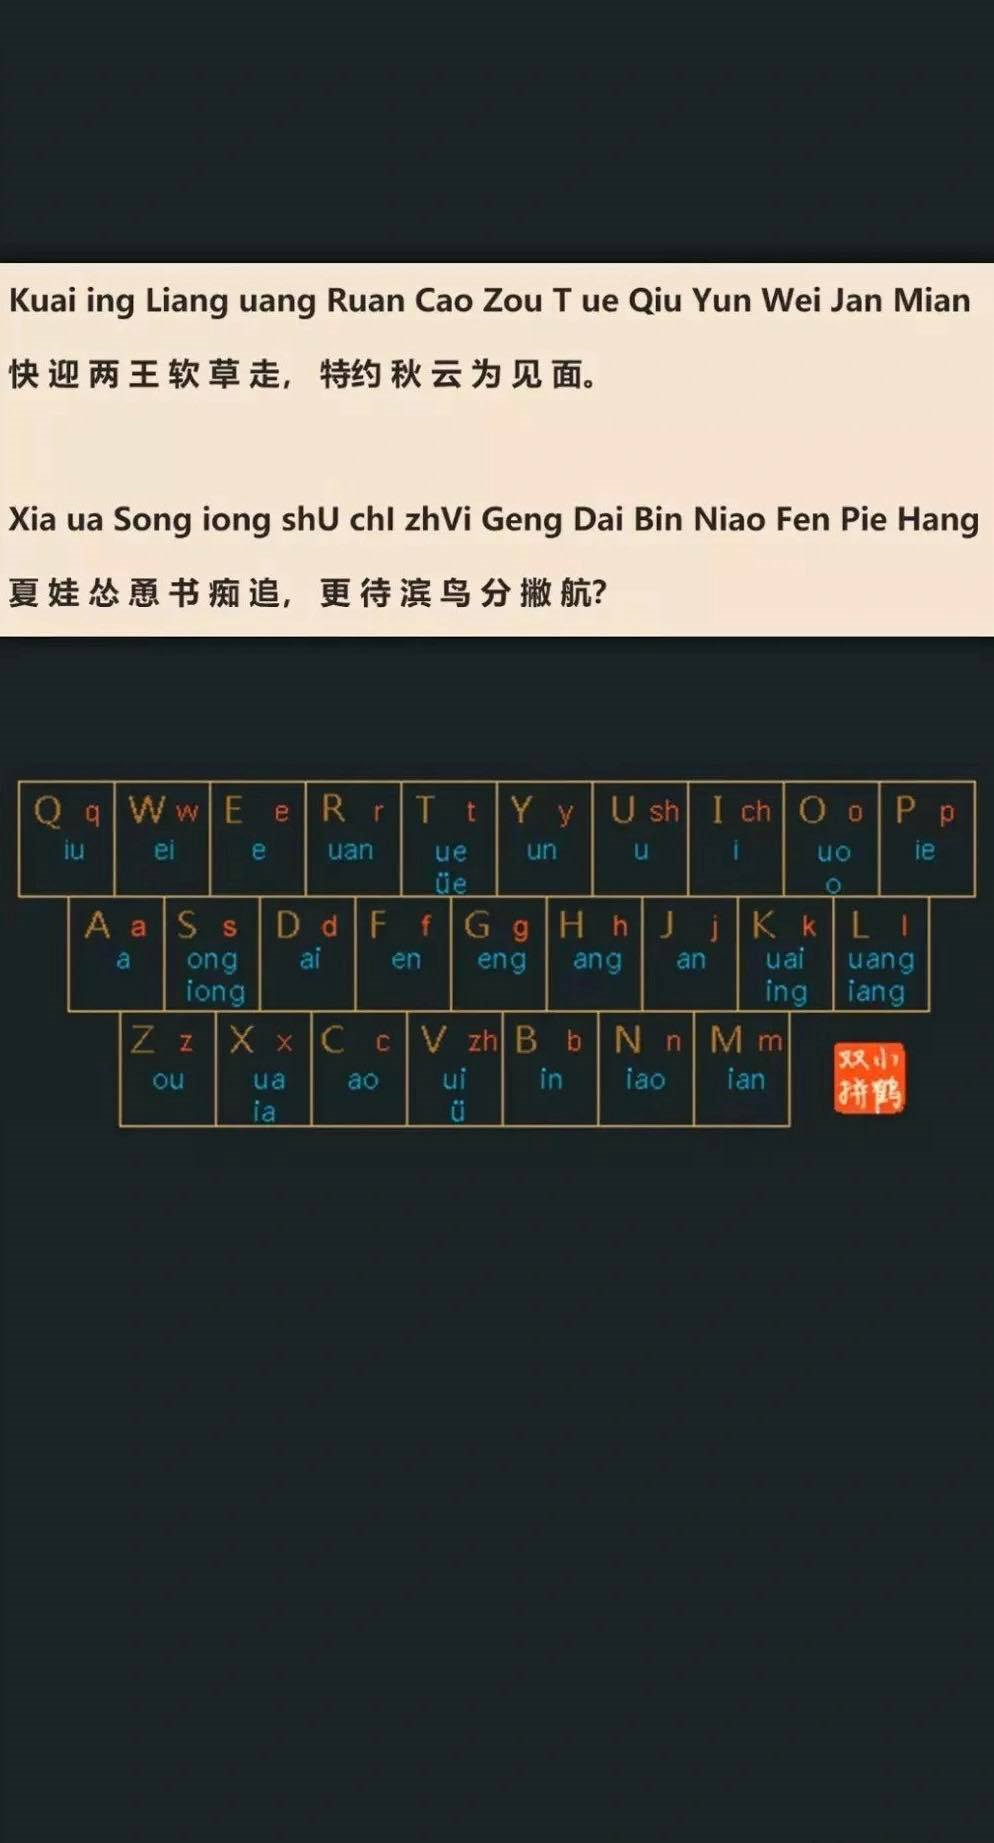 Kuai ing Liang uang Ruan Cao Zou T ue Qiu Yun Wei Jan Mian
快迎两王软草走，特约秋云为见面。
Xia ua Song iong shU chI zhVi Geng Dai Bin Niao Fen Pie Hang
夏娃怂恿书痴追，更待滨鸟分撇航?
Q q W w E e R r T t Y y U sh I ch O o P p
iu ei e uan ue un u i uo ie
üe o
A a S s D d F f G g H h J j K k L l
a ong ai en eng ang an uai uang
iong ing iang
Z z X x C c V zh B b N n M m
ou ua ao ui in iao ian
ia ü
双小
拼鹤